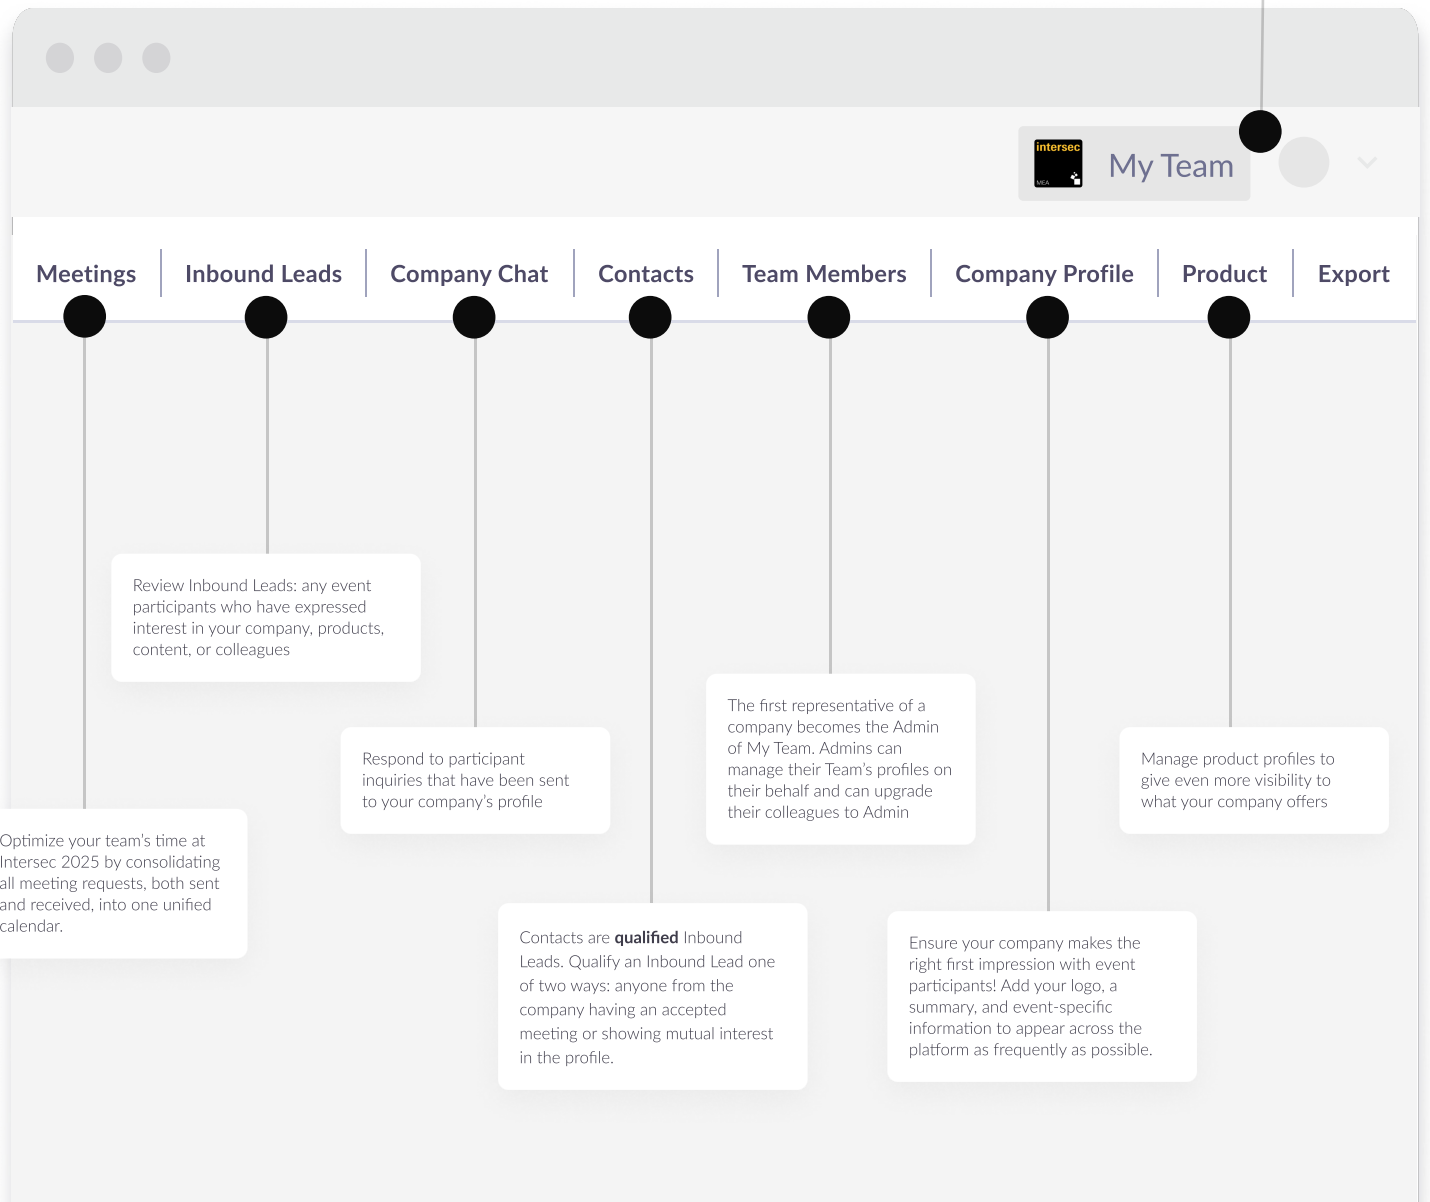 intersec
MEA
My Team
Meetings
Inbound Leads
Company Chat
Contacts
Team Members
Company Profile
Product
Export
Review Inbound Leads: any event
participants who have expressed
interest in your company, products,
content, or colleagues
The first representative of a
company becomes the Admin
of My Team. Admins can
manage their Team’s profiles on
their behalf and can upgrade
their colleagues to Admin
Respond to participant
inquiries that have been sent
to your company’s profile
Manage product profiles to
give even more visibility to
what your company offers
Optimize your team’s time at
Intersec 2025 by consolidating
all meeting requests, both sent
and received, into one unified
calendar.
Contacts are qualified Inbound
Leads. Qualify an Inbound Lead one
of two ways: anyone from the
company having an accepted
meeting or showing mutual interest
in the profile.
Ensure your company makes the
right first impression with event
participants! Add your logo, a
summary, and event-specific
information to appear across the
platform as frequently as possible.